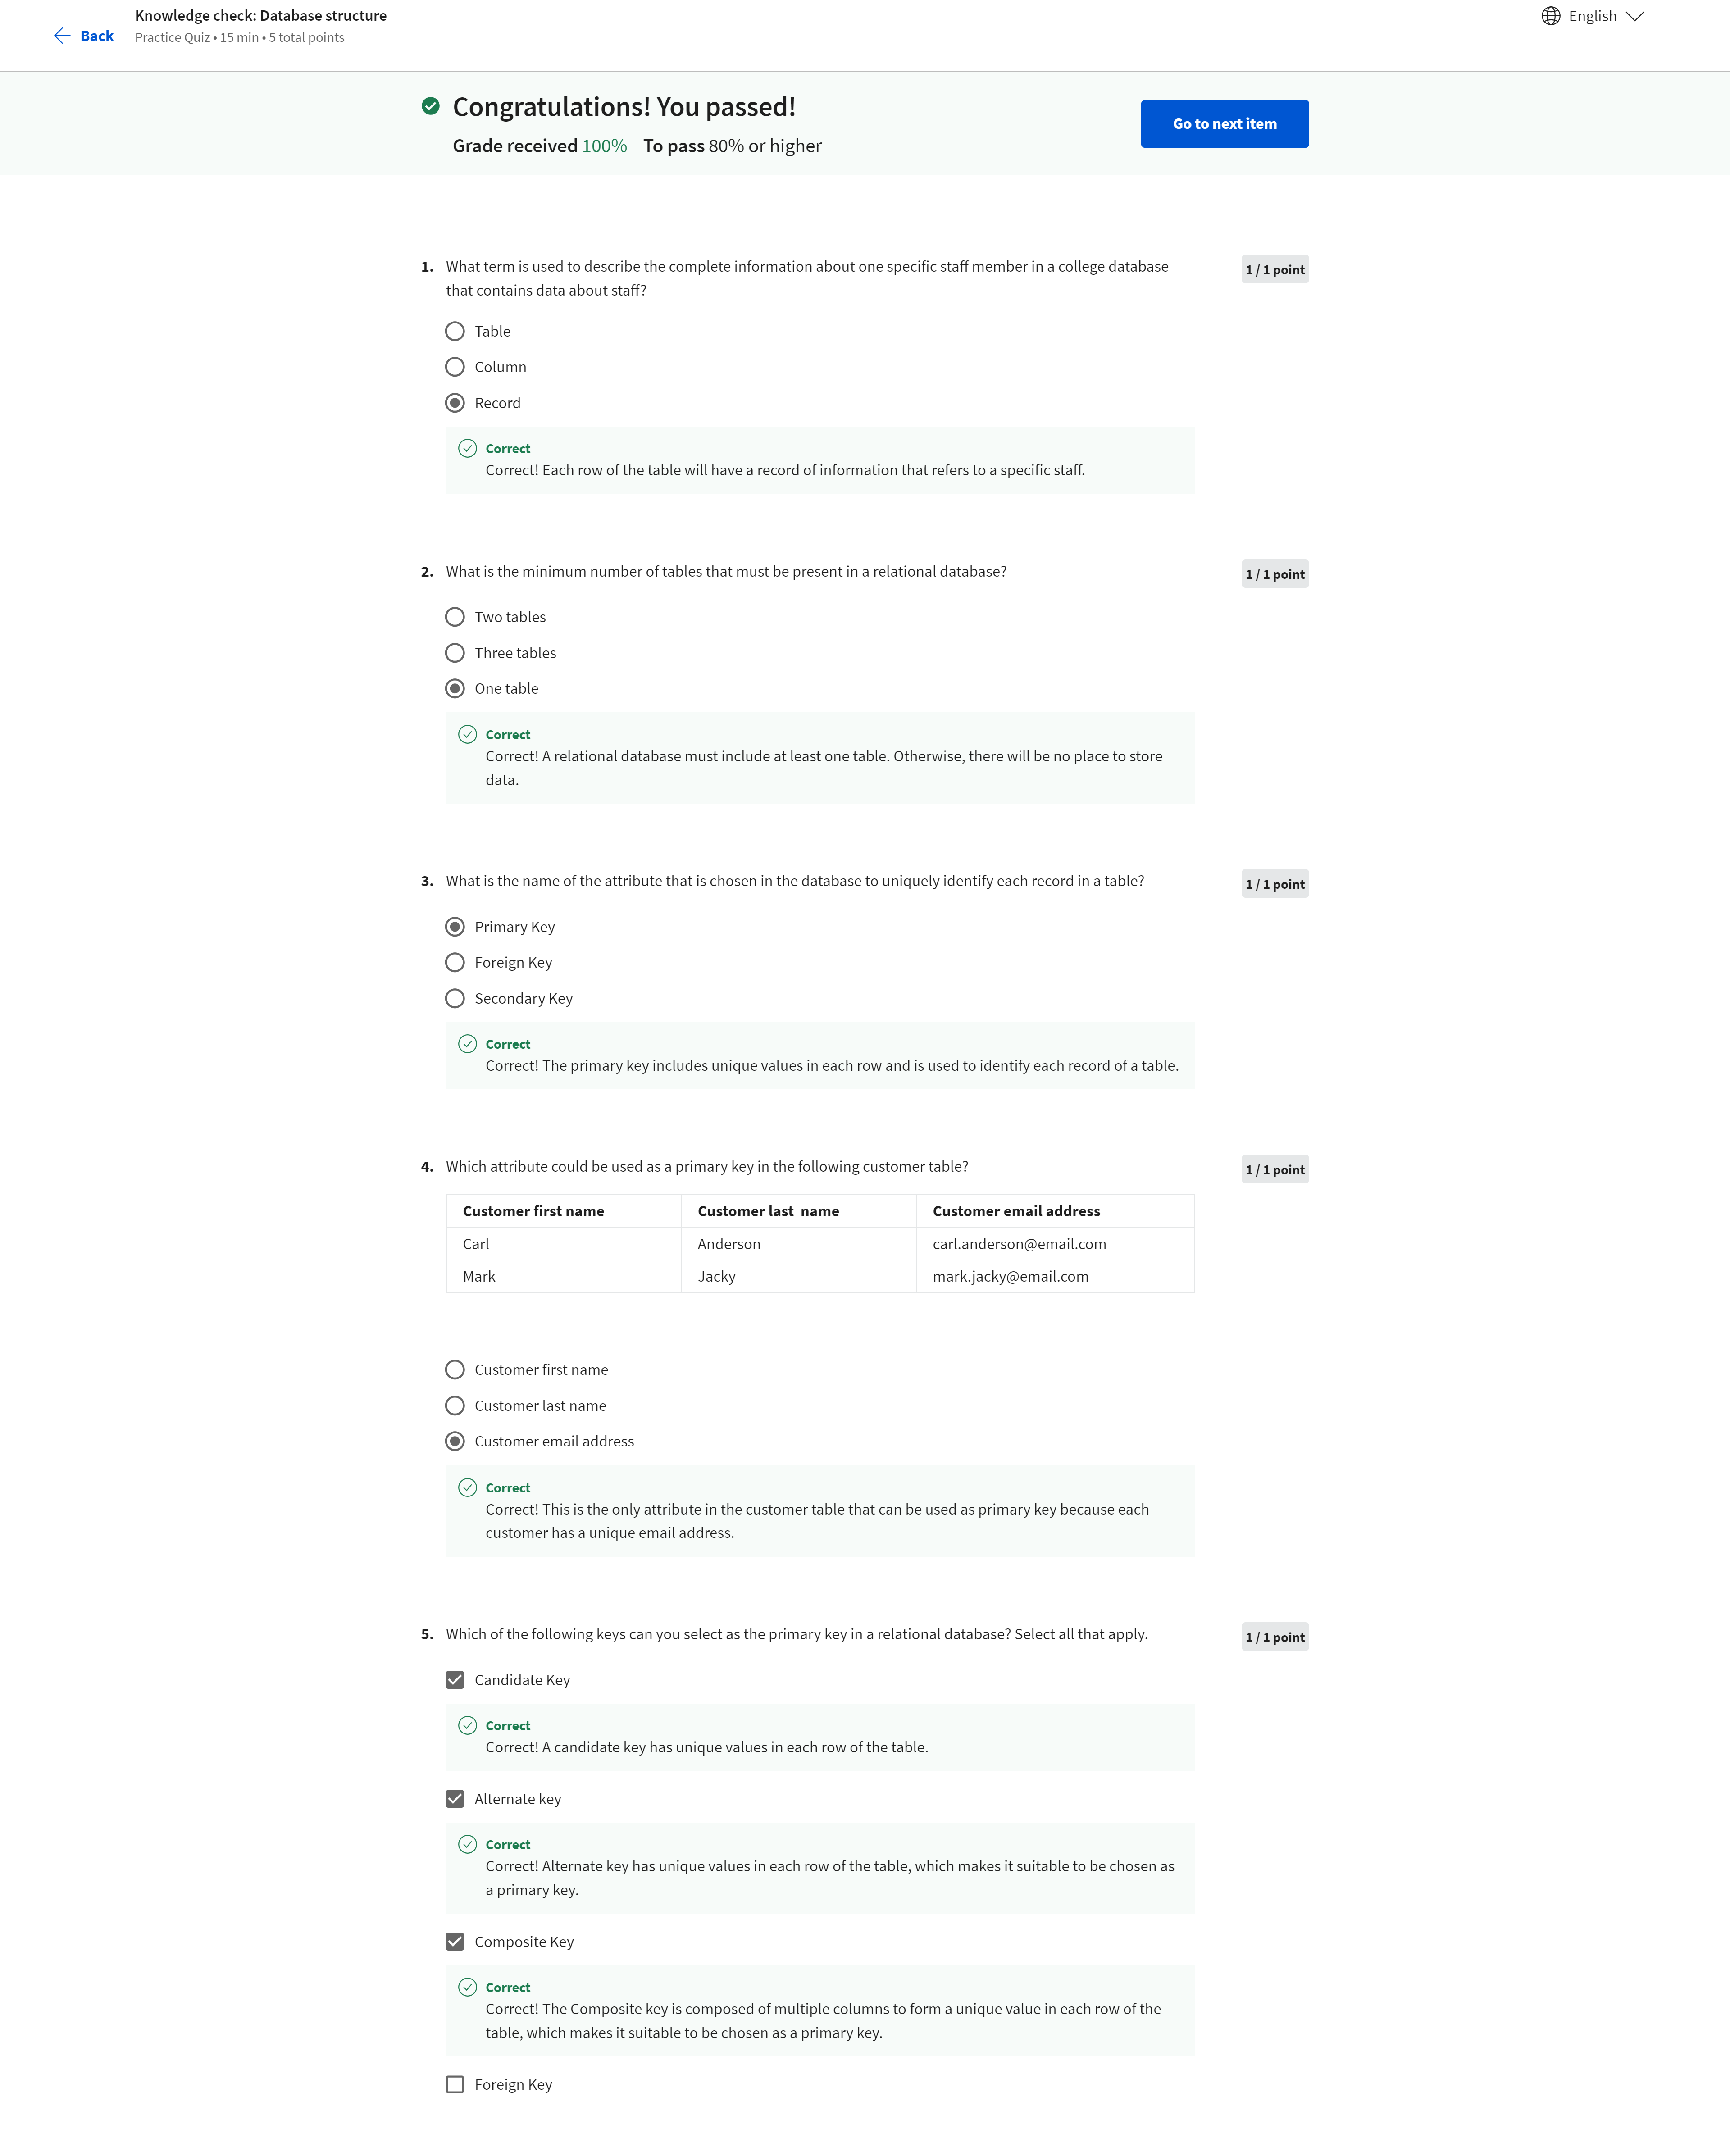 Back
Knowledge check: Database structure
Practice Quiz • 15 min • 5 total points
English
Congratulations! You passed!
Grade received 100% To pass 80% or higher
Go to next item
1. What term is used to describe the complete information about one specific staff member in a college database
that contains data about staff?
1 / 1 point
Table
Column
Record
Correct
Correct! Each row of the table will have a record of information that refers to a specific staff.
2. What is the minimum number of tables that must be present in a relational database?
1 / 1 point
Two tables
Three tables
One table
Correct
Correct! A relational database must include at least one table. Otherwise, there will be no place to store
data.
3. What is the name of the attribute that is chosen in the database to uniquely identify each record in a table?
1 / 1 point
Primary Key
Foreign Key
Secondary Key
Correct
Correct! The primary key includes unique values in each row and is used to identify each record of a table.
4. Which attribute could be used as a primary key in the following customer table?
1 / 1 point
Customer first name Customer last name Customer email address
Carl Anderson carl.anderson@email.com
Mark Jacky mark.jacky@email.com
Customer first name
Customer last name
Customer email address
Correct
Correct! This is the only attribute in the customer table that can be used as primary key because each
customer has a unique email address.
5. Which of the following keys can you select as the primary key in a relational database? Select all that apply.
1 / 1 point
Candidate Key
Correct
Correct! A candidate key has unique values in each row of the table.
Alternate key
Correct
Correct! Alternate key has unique values in each row of the table, which makes it suitable to be chosen as
a primary key.
Composite Key
Correct
Correct! The Composite key is composed of multiple columns to form a unique value in each row of the
table, which makes it suitable to be chosen as a primary key.
Foreign Key